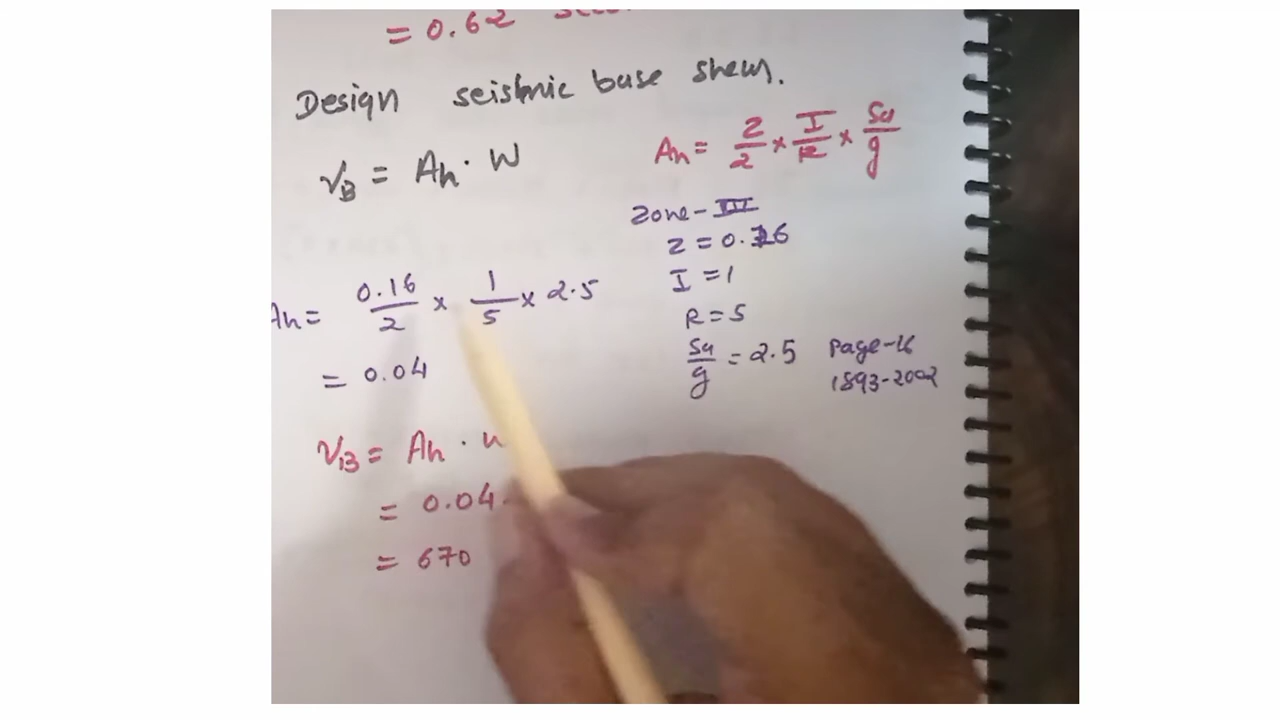 = 0.62
Design seismic base shear.
VB = Ah · W
Ah = Z/2 × I/R × Sa/g
Zone - III
Z = 0.16
I = 1
R = 5
Sa/g = 2.5 Page-16
1893-2002
Ah = 0.16/2 × 1/5 × 2.5
= 0.04
VB = Ah · W
= 0.04
= 670